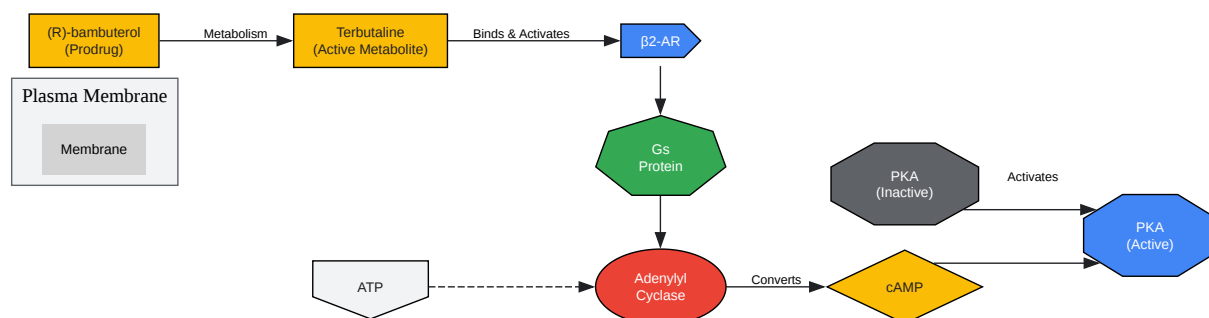 (R)-bambuterol
(Prodrug)
Metabolism
Terbutaline
(Active Metabolite)
Binds & Activates
β2-AR
Plasma Membrane
Membrane
Gs
Protein
PKA
(Inactive)
Activates
PKA
(Active)
ATP
Adenylyl
Cyclase
Converts
cAMP